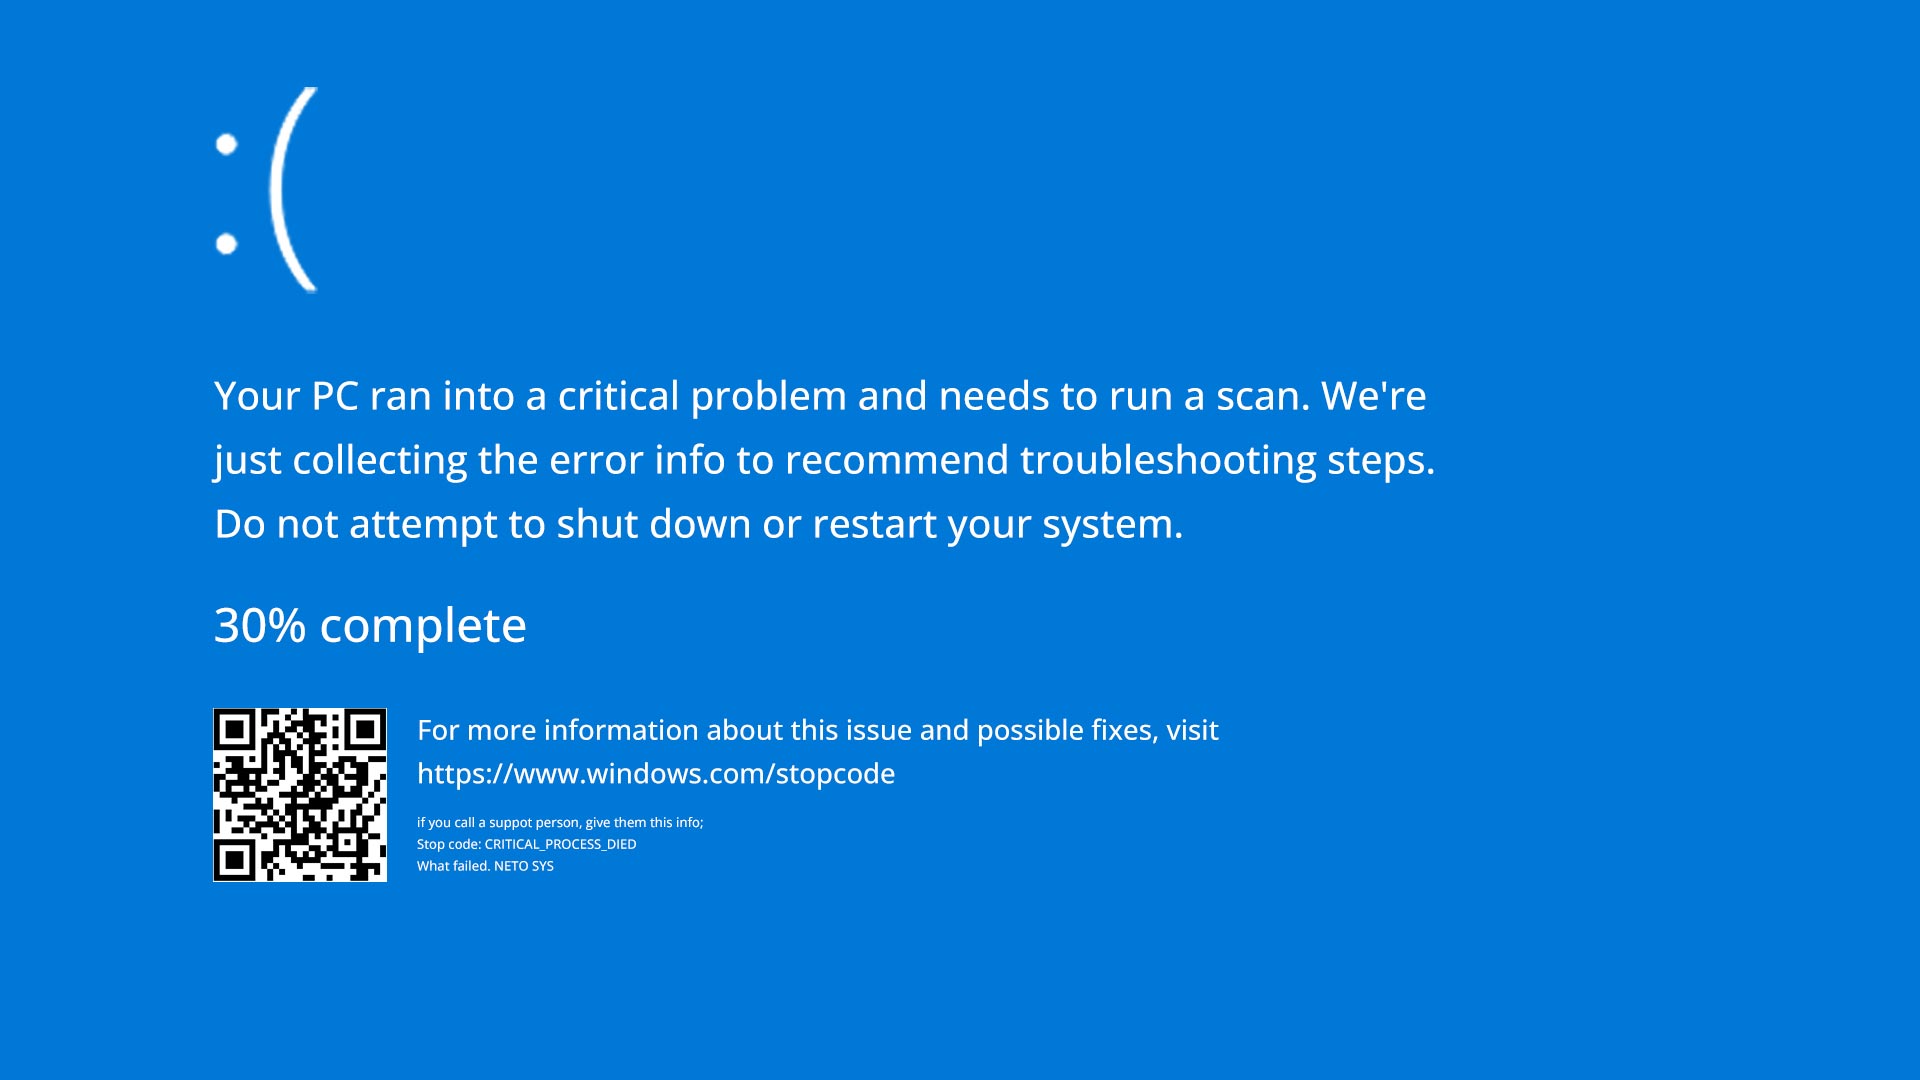 :(
Your PC ran into a critical problem and needs to run a scan. We're
just collecting the error info to recommend troubleshooting steps.
Do not attempt to shut down or restart your system.
30% complete
For more information about this issue and possible fixes, visit
https://www.windows.com/stopcode
if you call a suppot person, give them this info;
Stop code: CRITICAL_PROCESS_DIED
What failed. NETO SYS